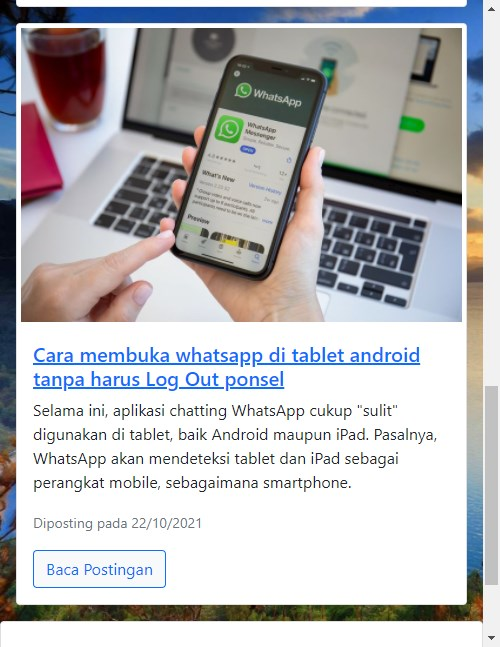 WhatsApp
WhatsApp
Messenger
What's New
Version History
Preview
Cara membuka whatsapp di tablet android
tanpa harus Log Out ponsel
Selama ini, aplikasi chatting WhatsApp cukup "sulit"
digunakan di tablet, baik Android maupun iPad. Pasalnya,
WhatsApp akan mendeteksi tablet dan iPad sebagai
perangkat mobile, sebagaimana smartphone.
Diposting pada 22/10/2021
Baca Postingan